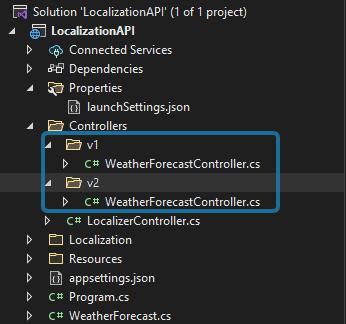 Solution 'LocalizationAPI' (1 of 1 project)
LocalizationAPI
Connected Services
Dependencies
Properties
launchSettings.json
Controllers
v1
C# WeatherForecastController.cs
v2
C# WeatherForecastController.cs
C# LocalizerController.cs
Localization
Resources
appsettings.json
C# Program.cs
C# WeatherForecast.cs